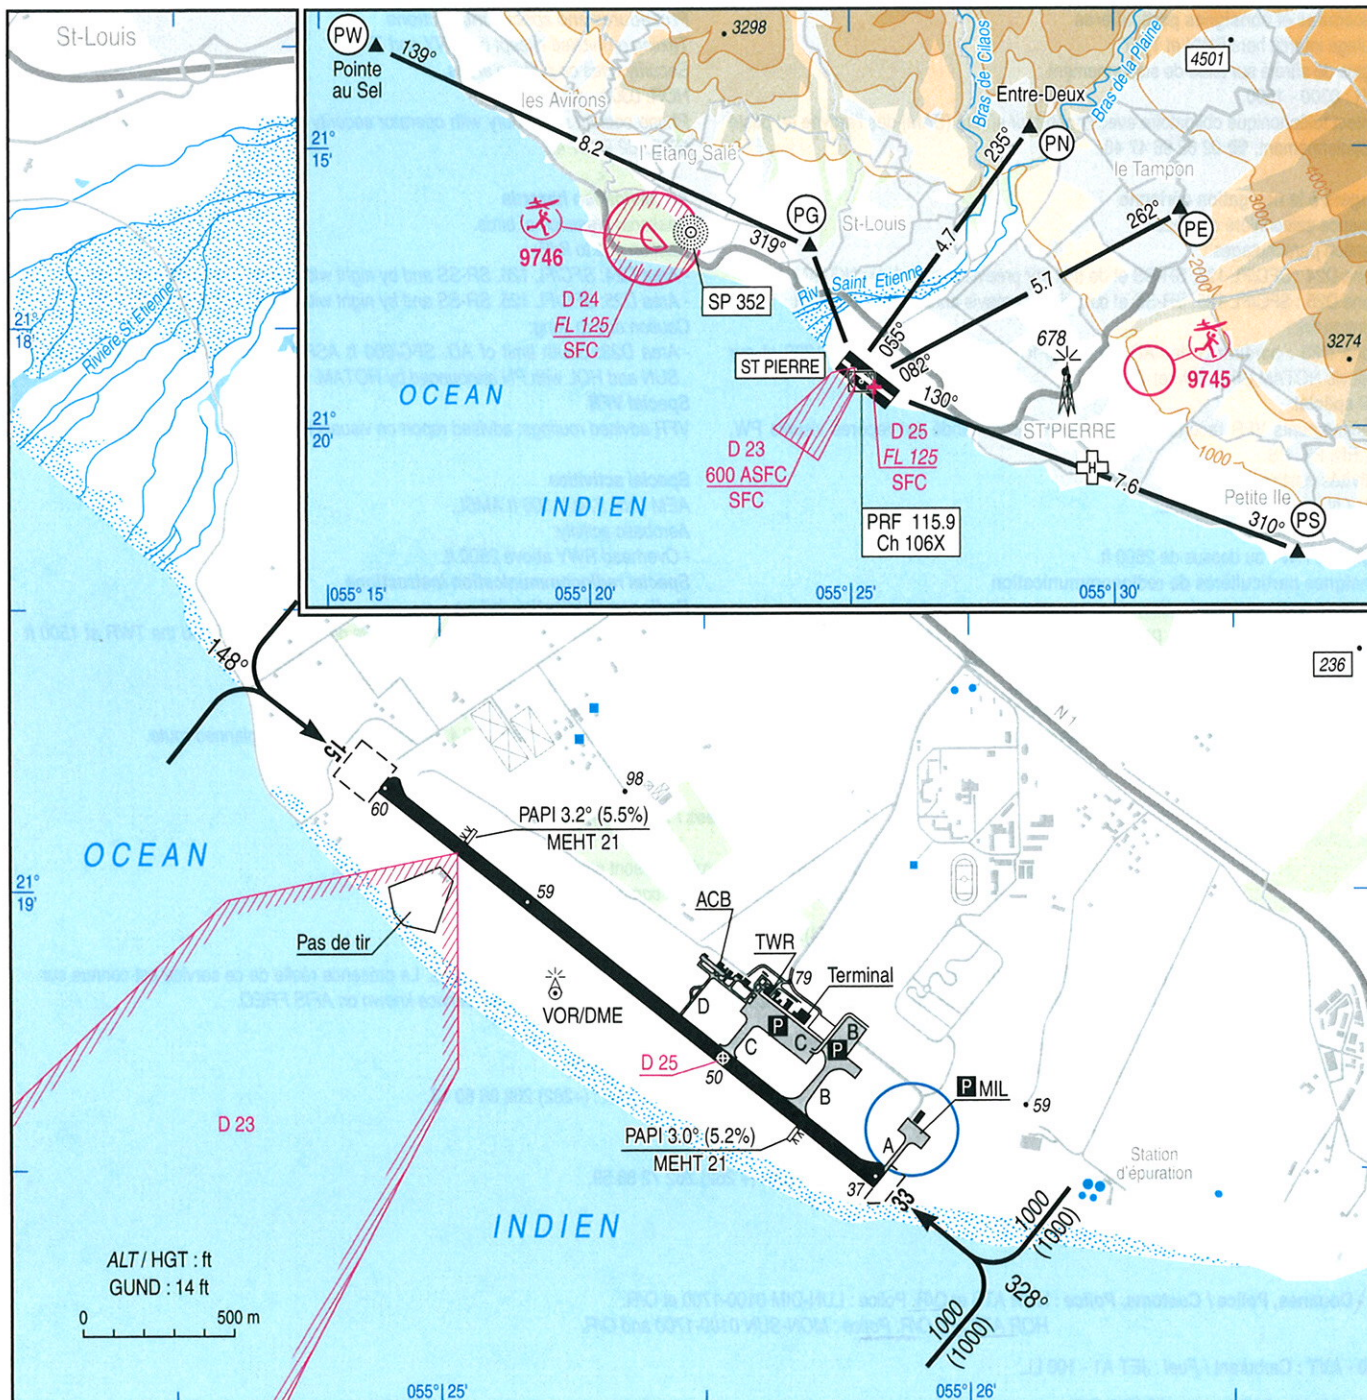 St-Louis
PW
Pointe
au Sel
139°
3298
Bras de Cilaos
Bras de la Plaine
4501
Entre-Deux
les Avirons
21°
15'
8.2
l' Etang Salé
235°
PN
le Tampon
4000
3000
2000
9746
319°
PG
St-Louis
4.7
262°
PE
D 24
FL 125
SFC
SP 352
Riv. Saint Etienne
5.7
678
3274
9745
Rivière St-Etienne
21°
18'
ST PIERRE
055°
082°
130°
OCEAN
21°
20'
ST PIERRE
1000
D 23
600 ASFC
SFC
D 25
FL 125
SFC
INDIEN
7.6
Petite Ile
310°
PS
PRF 115.9
Ch 106X
H
055° 15'
055° 20'
055° 25'
055° 30'
236
148°
N 1
15
60
98
PAPI 3.2° (5.5%)
MEHT 21
OCEAN
21°
19'
59
ACB
TWR
79
Terminal
Pas de tir
D
VOR/DME
P
C
B
P
C
D 25
50
B
P MIL
59
D 23
PAPI 3.0° (5.2%)
MEHT 21
A
37
33
Station
d'épuration
INDIEN
1000
(1000)
328°
1000
(1000)
ALT / HGT : ft
GUND : 14 ft
0
500 m
055° 25'
055° 26'